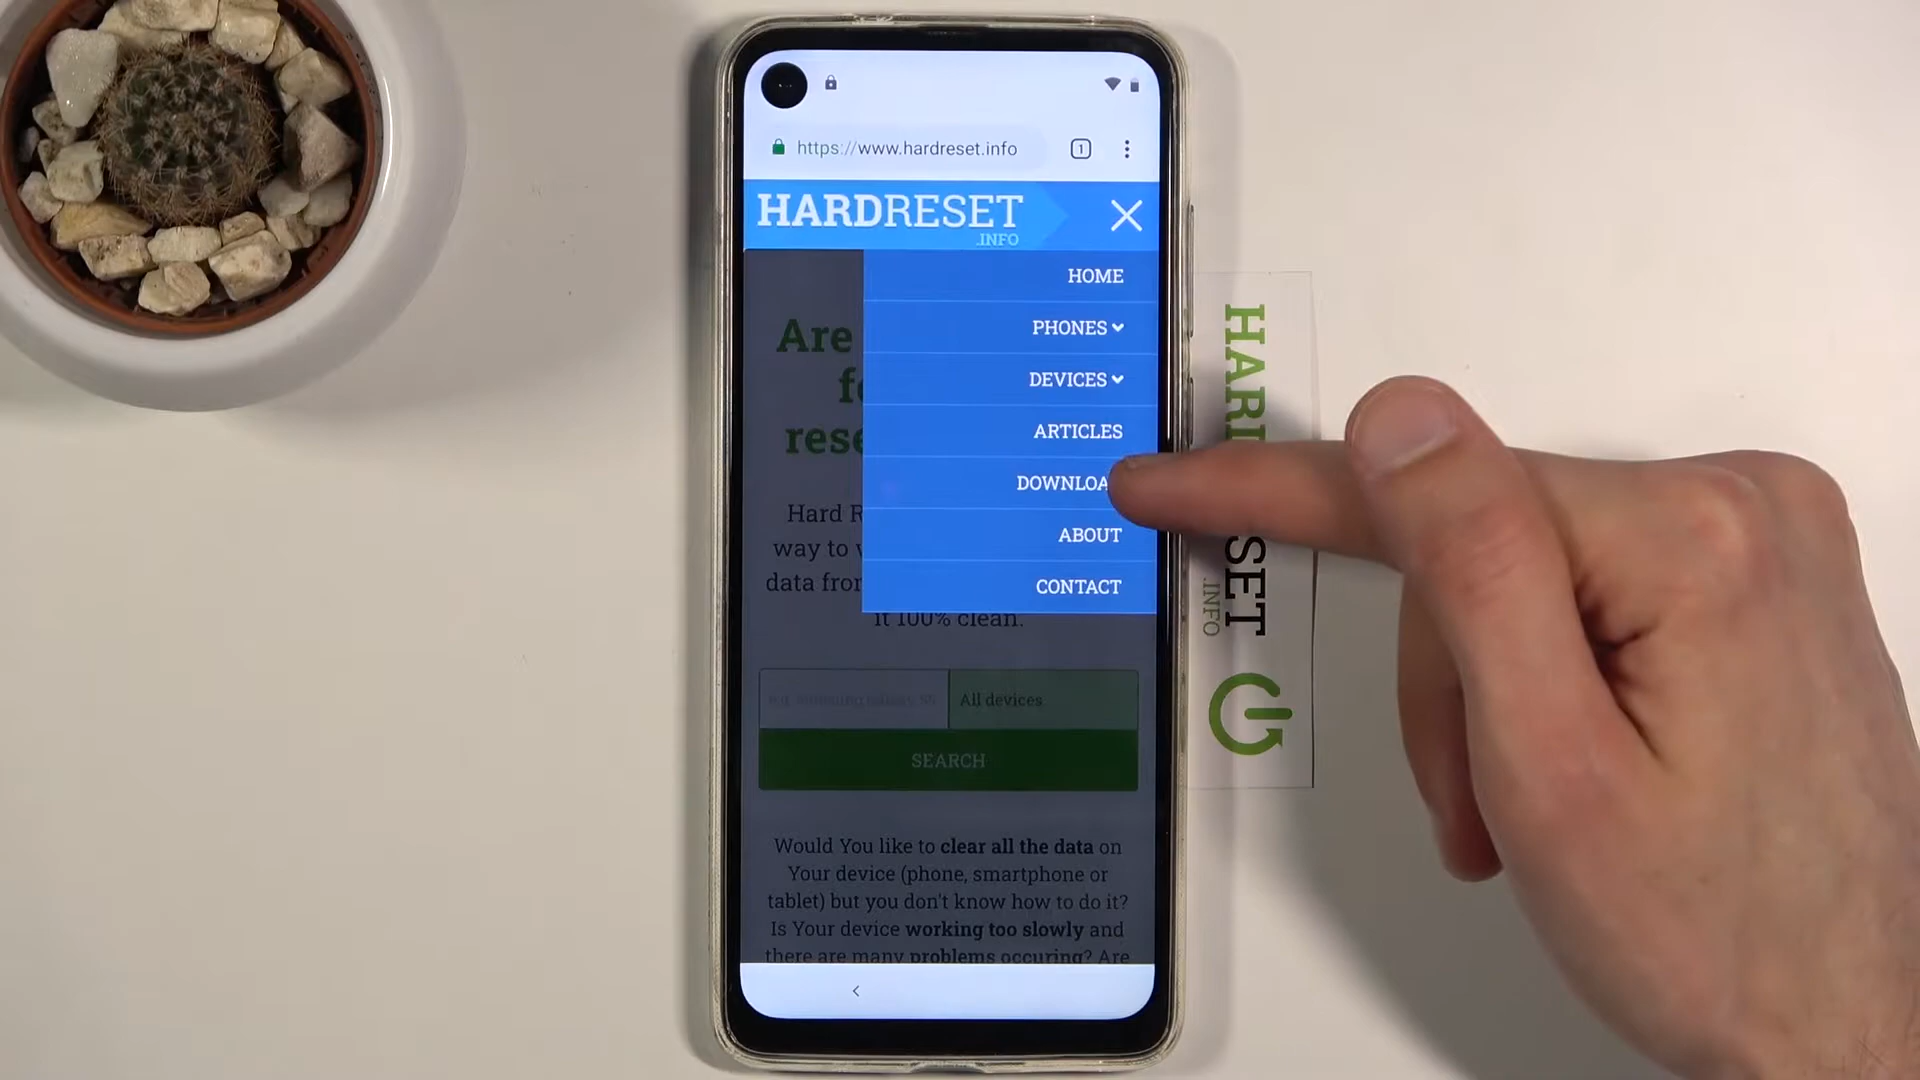 https://www.hardreset.info
1
HARDRESET
.INFO
HOME
PHONES
DEVICES
ARTICLES
DOWNLOA
ABOUT
CONTACT
Are
rese
Hard R
way to
data from
it 100% clean.
All devices
SEARCH
Would You like to clear all the data on
Your device (phone, smartphone or
tablet) but you don't know how to do it?
Is Your device working too slowly and
there are many problems occuring? Are
HARD
SET
.INFO